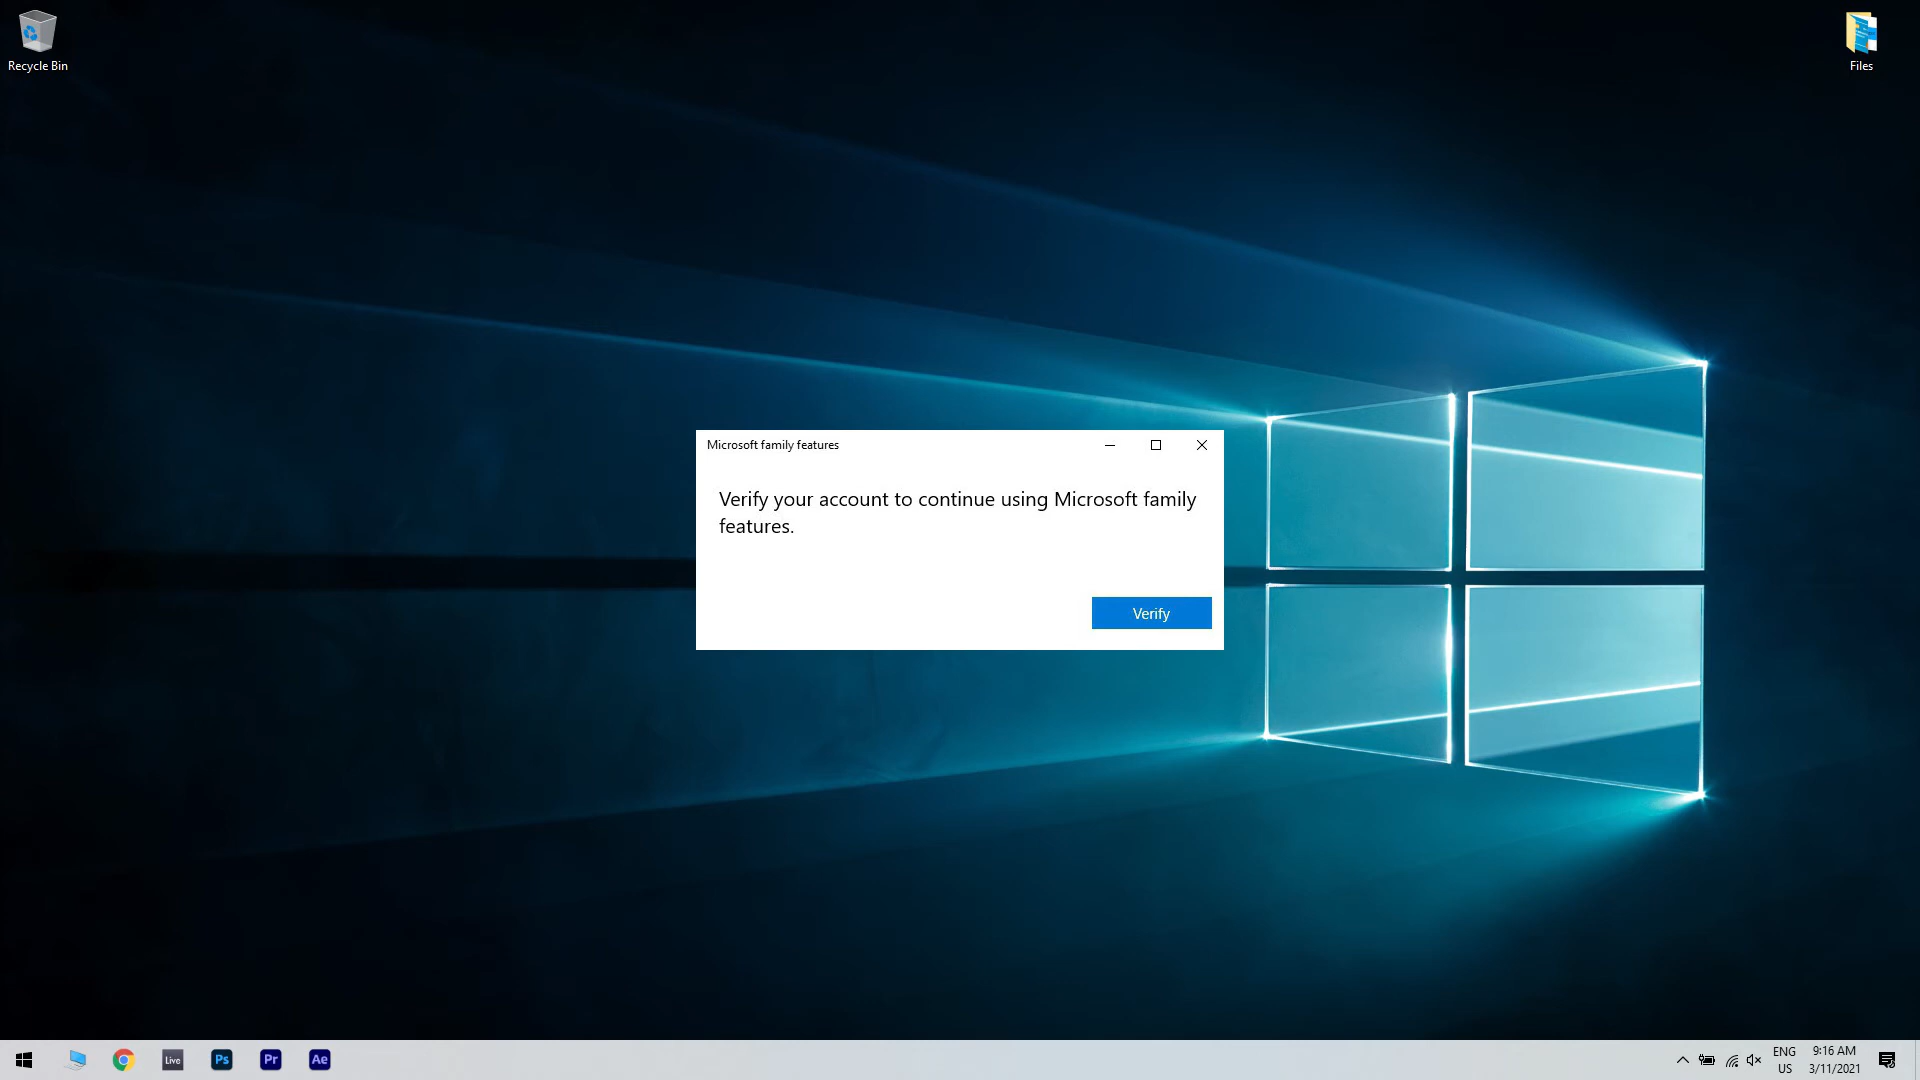 Recycle Bin
Files
Microsoft family features
Verify your account to continue using Microsoft family
features.
Verify
Live
Ps
Pr
Ae
ENG
US
9:16 AM
3/11/2021